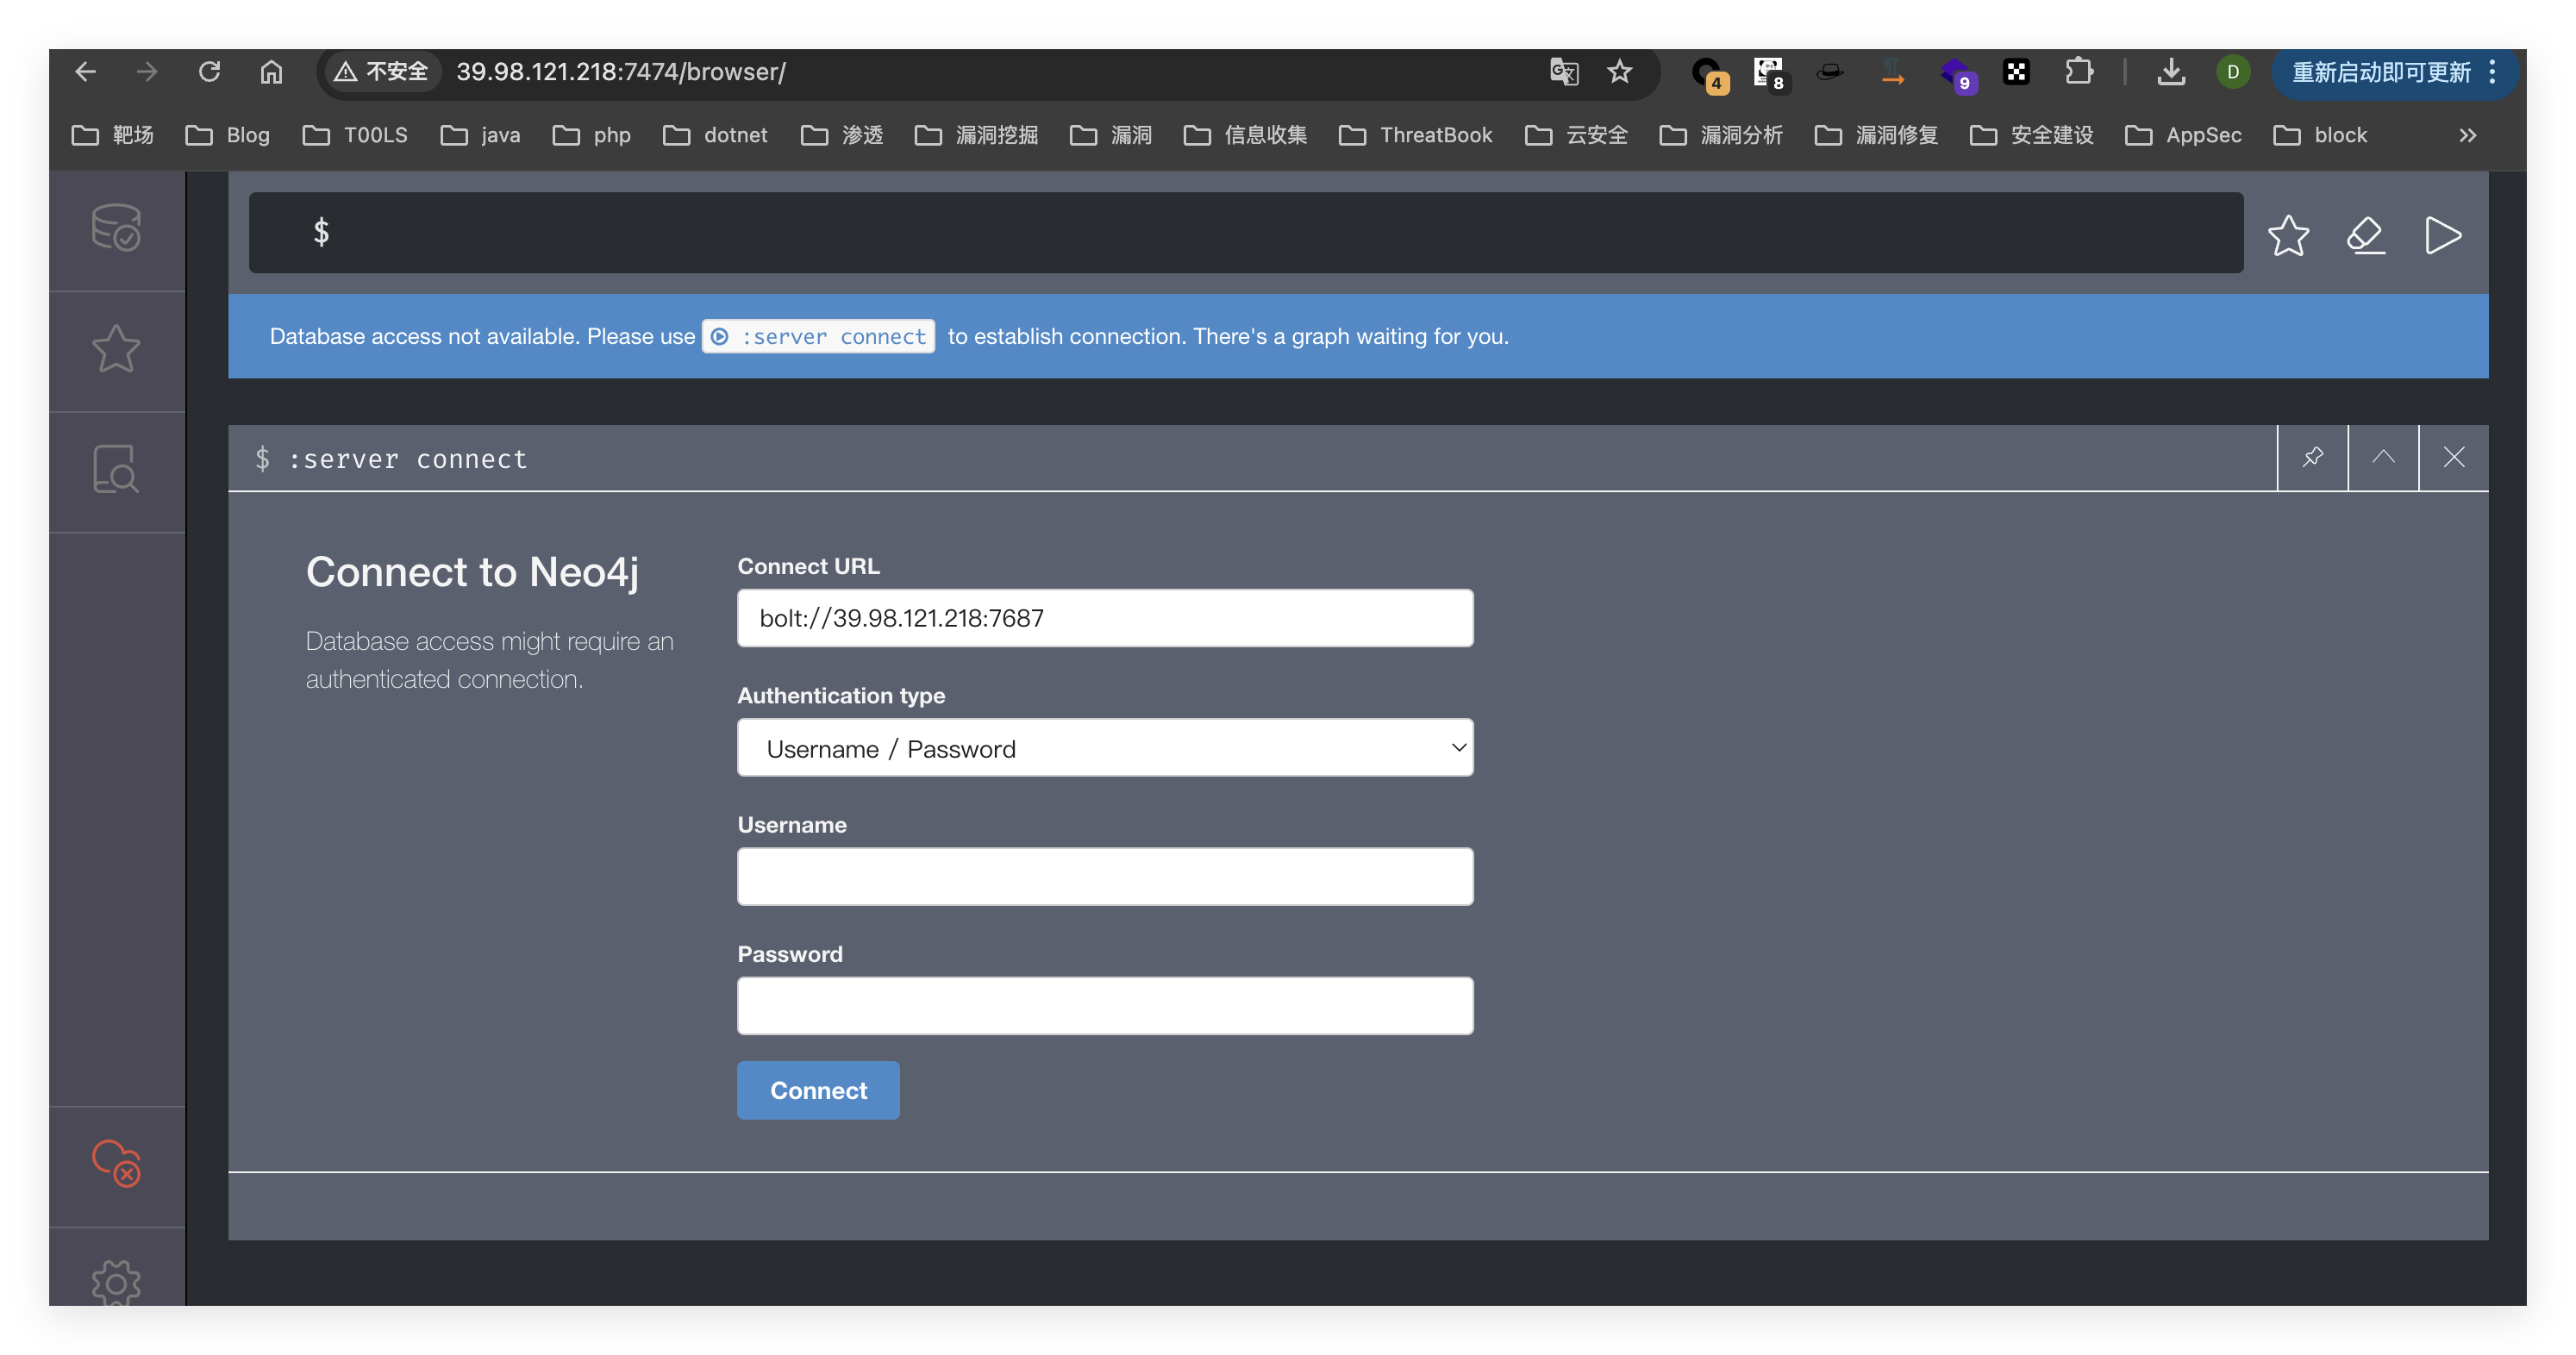 不安全 39.98.121.218:7474/browser/ 4 8 9 D 重新启动即可更新
靶场 Blog T00LS java php dotnet 渗透 漏洞挖掘 漏洞 信息收集 ThreatBook 云安全 漏洞分析 漏洞修复 安全建设 AppSec block »
$
Database access not available. Please use :server connect to establish connection. There's a graph waiting for you.
$ :server connect
Connect to Neo4j
Database access might require an
authenticated connection.
Connect URL
bolt://39.98.121.218:7687
Authentication type
Username / Password
Username
Password
Connect